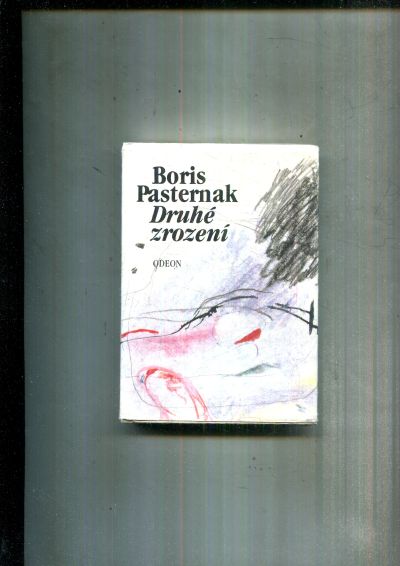 Boris
Pasternak
Druhé
zrození
ODEON